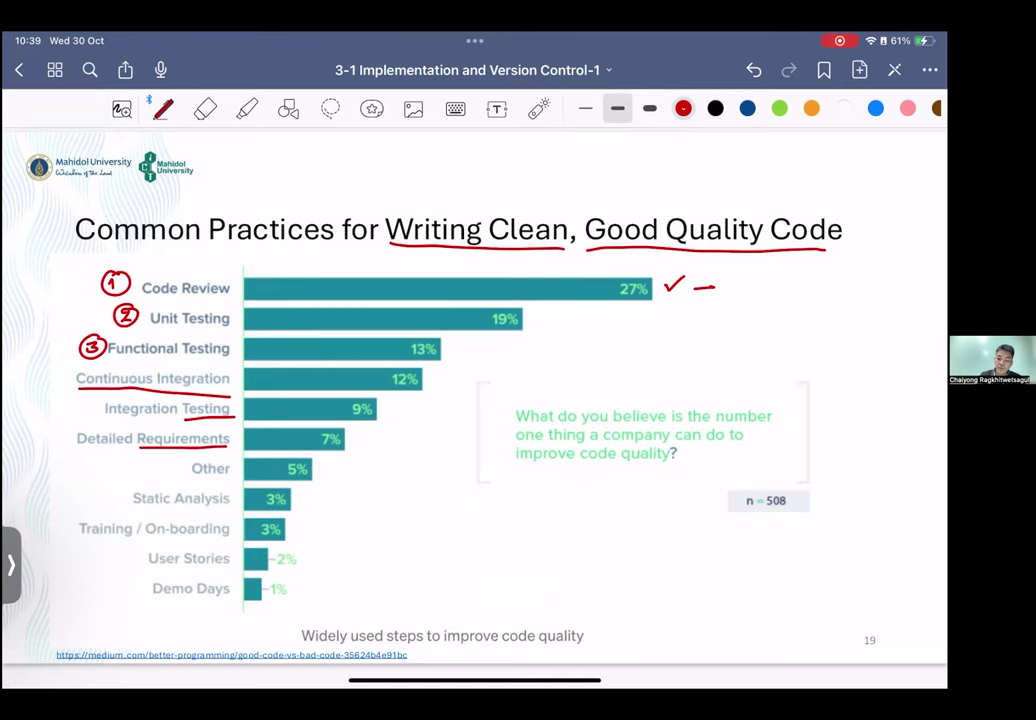 10:39 Wed 30 Oct
61%
3-1 Implementation and Version Control-1
T
Mahidol University
Wisdom of the Land
ICT
Mahidol
University
Common Practices for Writing Clean, Good Quality Code
1 Code Review 27%
2 Unit Testing 19%
3 Functional Testing 13%
Continuous Integration 12%
Integration Testing 9%
Detailed Requirements 7%
Other 5%
Static Analysis 3%
Training / On-boarding 3%
User Stories 2%
Demo Days 1%
What do you believe is the number
one thing a company can do to
improve code quality?
n = 508
Widely used steps to improve code quality
19
https://medium.com/better-programming/good-code-vs-bad-code-35624b4e91bc
Chaiyong Ragkhitwetsagul